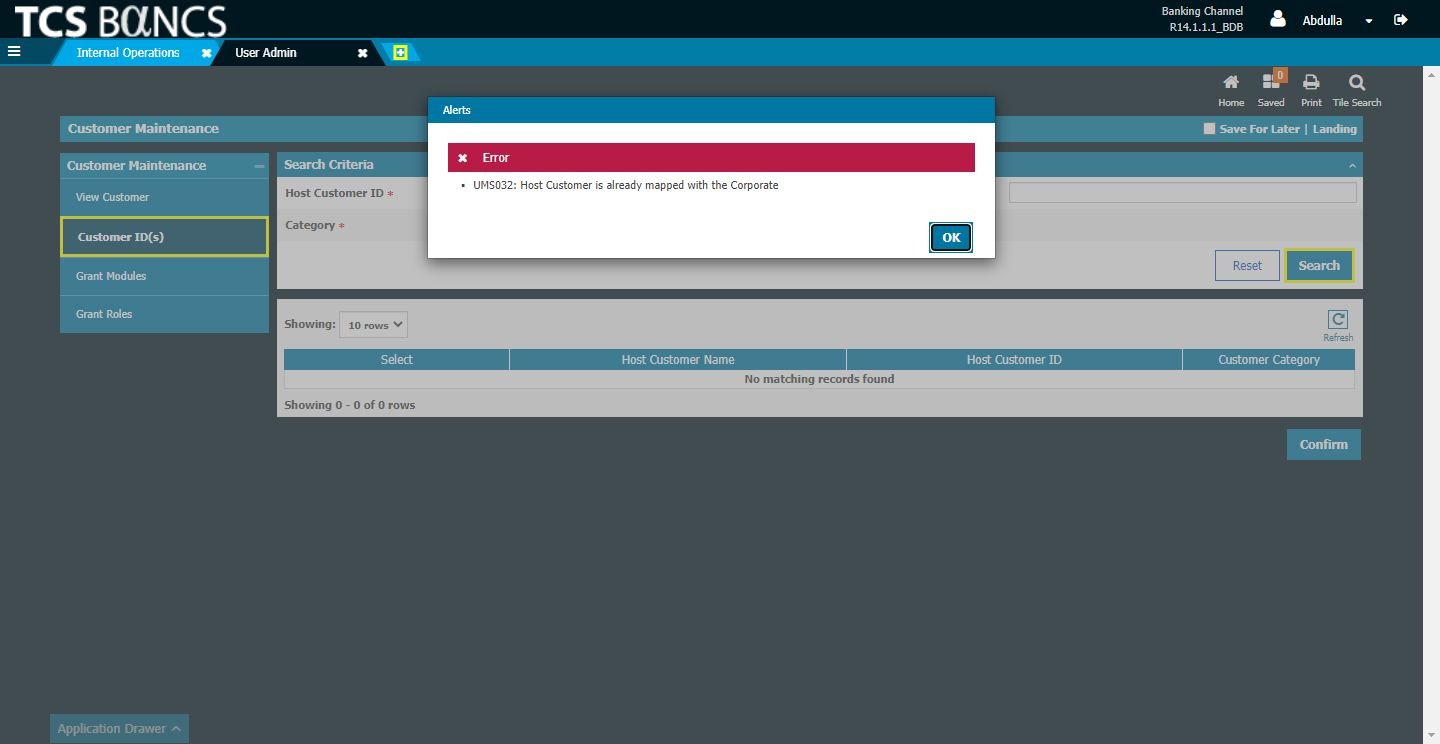 TCS BαNCS
Banking Channel
R14.1.1.1_BDB
Abdulla
Internal Operations
User Admin
0
Home
Saved
Print
Tile Search
Alerts
Customer Maintenance
Save For Later | Landing
Error
Customer Maintenance
Search Criteria
UMS032: Host Customer is already mapped with the Corporate
View Customer
Host Customer ID *
Customer ID(s)
Category *
OK
Grant Modules
Reset
Search
Grant Roles
Showing:
10 rows
Refresh
Select
Host Customer Name
Host Customer ID
Customer Category
No matching records found
Showing 0 - 0 of 0 rows
Confirm
Application Drawer